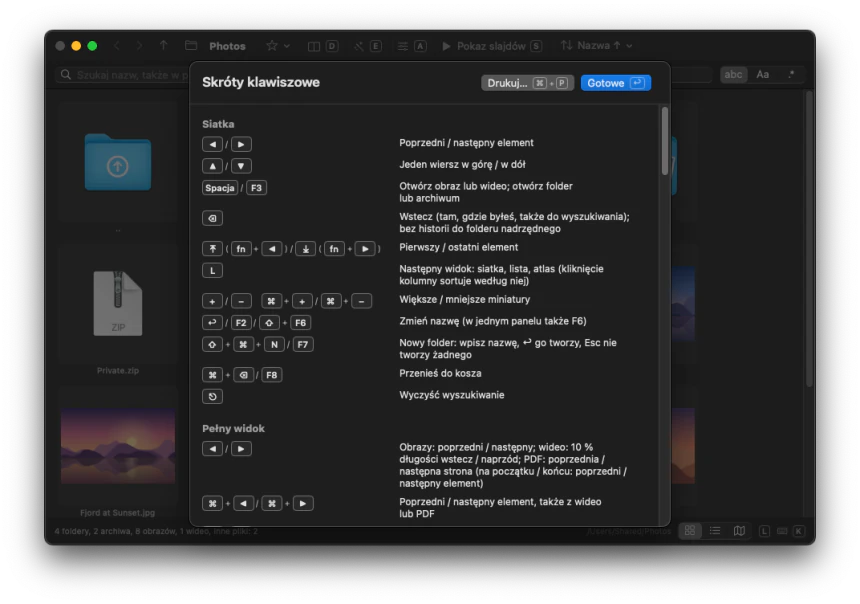 Photos
D
E
A
Pokaz slajdów S
Nazwa ↑
Szukaj nazw, także w p
abc Aa .*
Skróty klawiszowe
Drukuj... ⌘ + P
Gotowe ↩
Siatka
◀ / ▶ Poprzedni / następny element
▲ / ▼ Jeden wiersz w górę / w dół
Spacja / F3 Otwórz obraz lub wideo; otwórz folder
lub archiwum
⌫ Wstecz (tam, gdzie byłeś, także do wyszukiwania);
bez historii do folderu nadrzędnego
⤒ ( fn + ◀ ) / ⤓ ( fn + ▶ ) Pierwszy / ostatni element
L Następny widok: siatka, lista, atlas (kliknięcie
kolumny sortuje według niej)
+ / − ⌘ + + / ⌘ + − Większe / mniejsze miniatury
↩ / F2 / ⇧ + F6 Zmień nazwę (w jednym panelu także F6)
⇧ + ⌘ + N / F7 Nowy folder: wpisz nazwę, ↩ go tworzy, Esc nie
tworzy żadnego
⌘ + ⌫ / F8 Przenieś do kosza
⎋ Wyczyść wyszukiwanie
Pełny widok
◀ / ▶ Obrazy: poprzedni / następny; wideo: 10 %
długości wstecz / naprzód; PDF: poprzednia /
następna strona (na początku / końcu: poprzedni /
następny element)
⌘ + ◀ / ⌘ + ▶ Poprzedni / następny element, także z wideo
lub PDF
..
ZIP
Private.zip
Fjord at Sunset.jpg
4 foldery, 2 archiwa, 6 obrazów, 1 wideo, inne pliki: 2
L K